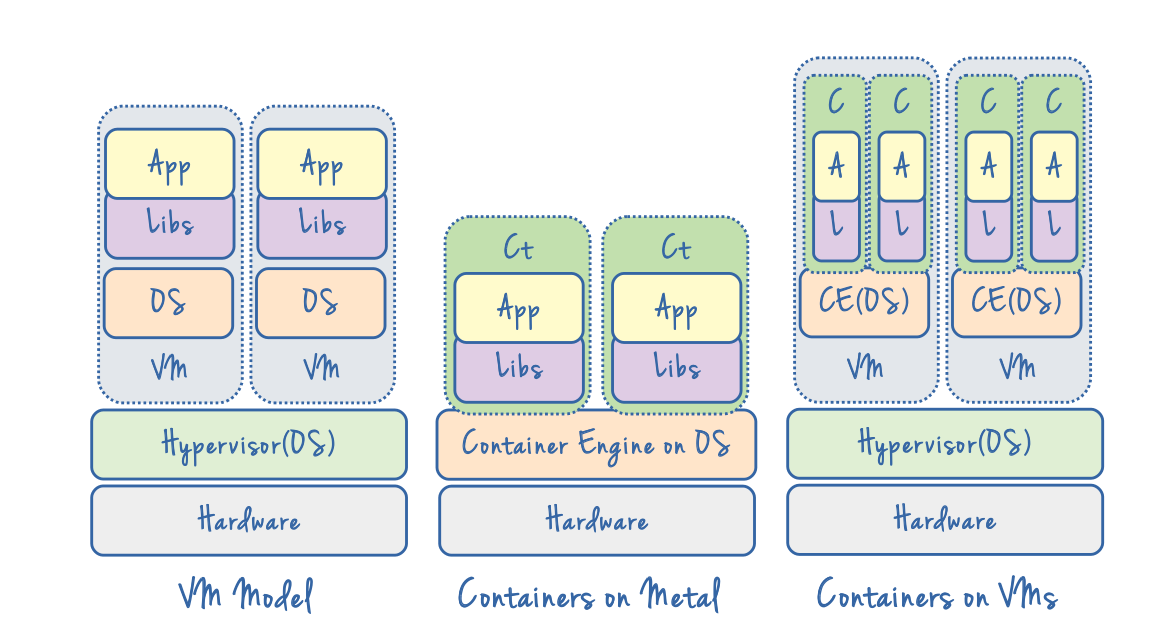 App
Libs
OS
VM
App
Libs
OS
VM
Hypervisor(OS)
Hardware
VM Model
Ct
App
Libs
Ct
App
Libs
Container Engine on OS
Hardware
Containers on Metal
C
A
L
C
A
L
CE(OS)
VM
C
A
L
C
A
L
CE(OS)
VM
Hypervisor(OS)
Hardware
Containers on VMs